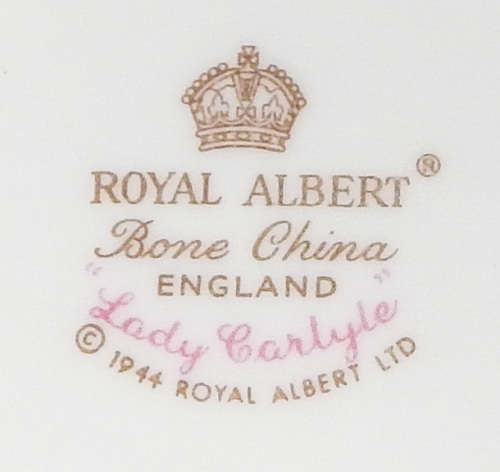 ROYAL ALBERT®
Bone China
ENGLAND
"Lady Carlyle"
© 1944 ROYAL ALBERT LTD